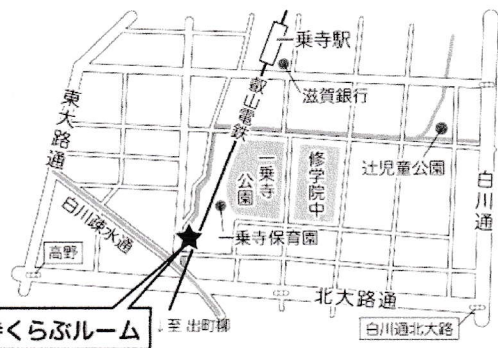 一乗寺駅
滋賀銀行
叡山電鉄
東大路通
一乗寺
公園
修学院中
辻児童公園
白川通
白川疎水通
一乗寺保育園
高野
北大路通
くらぶルーム
↓至 出町柳
白川通北大路